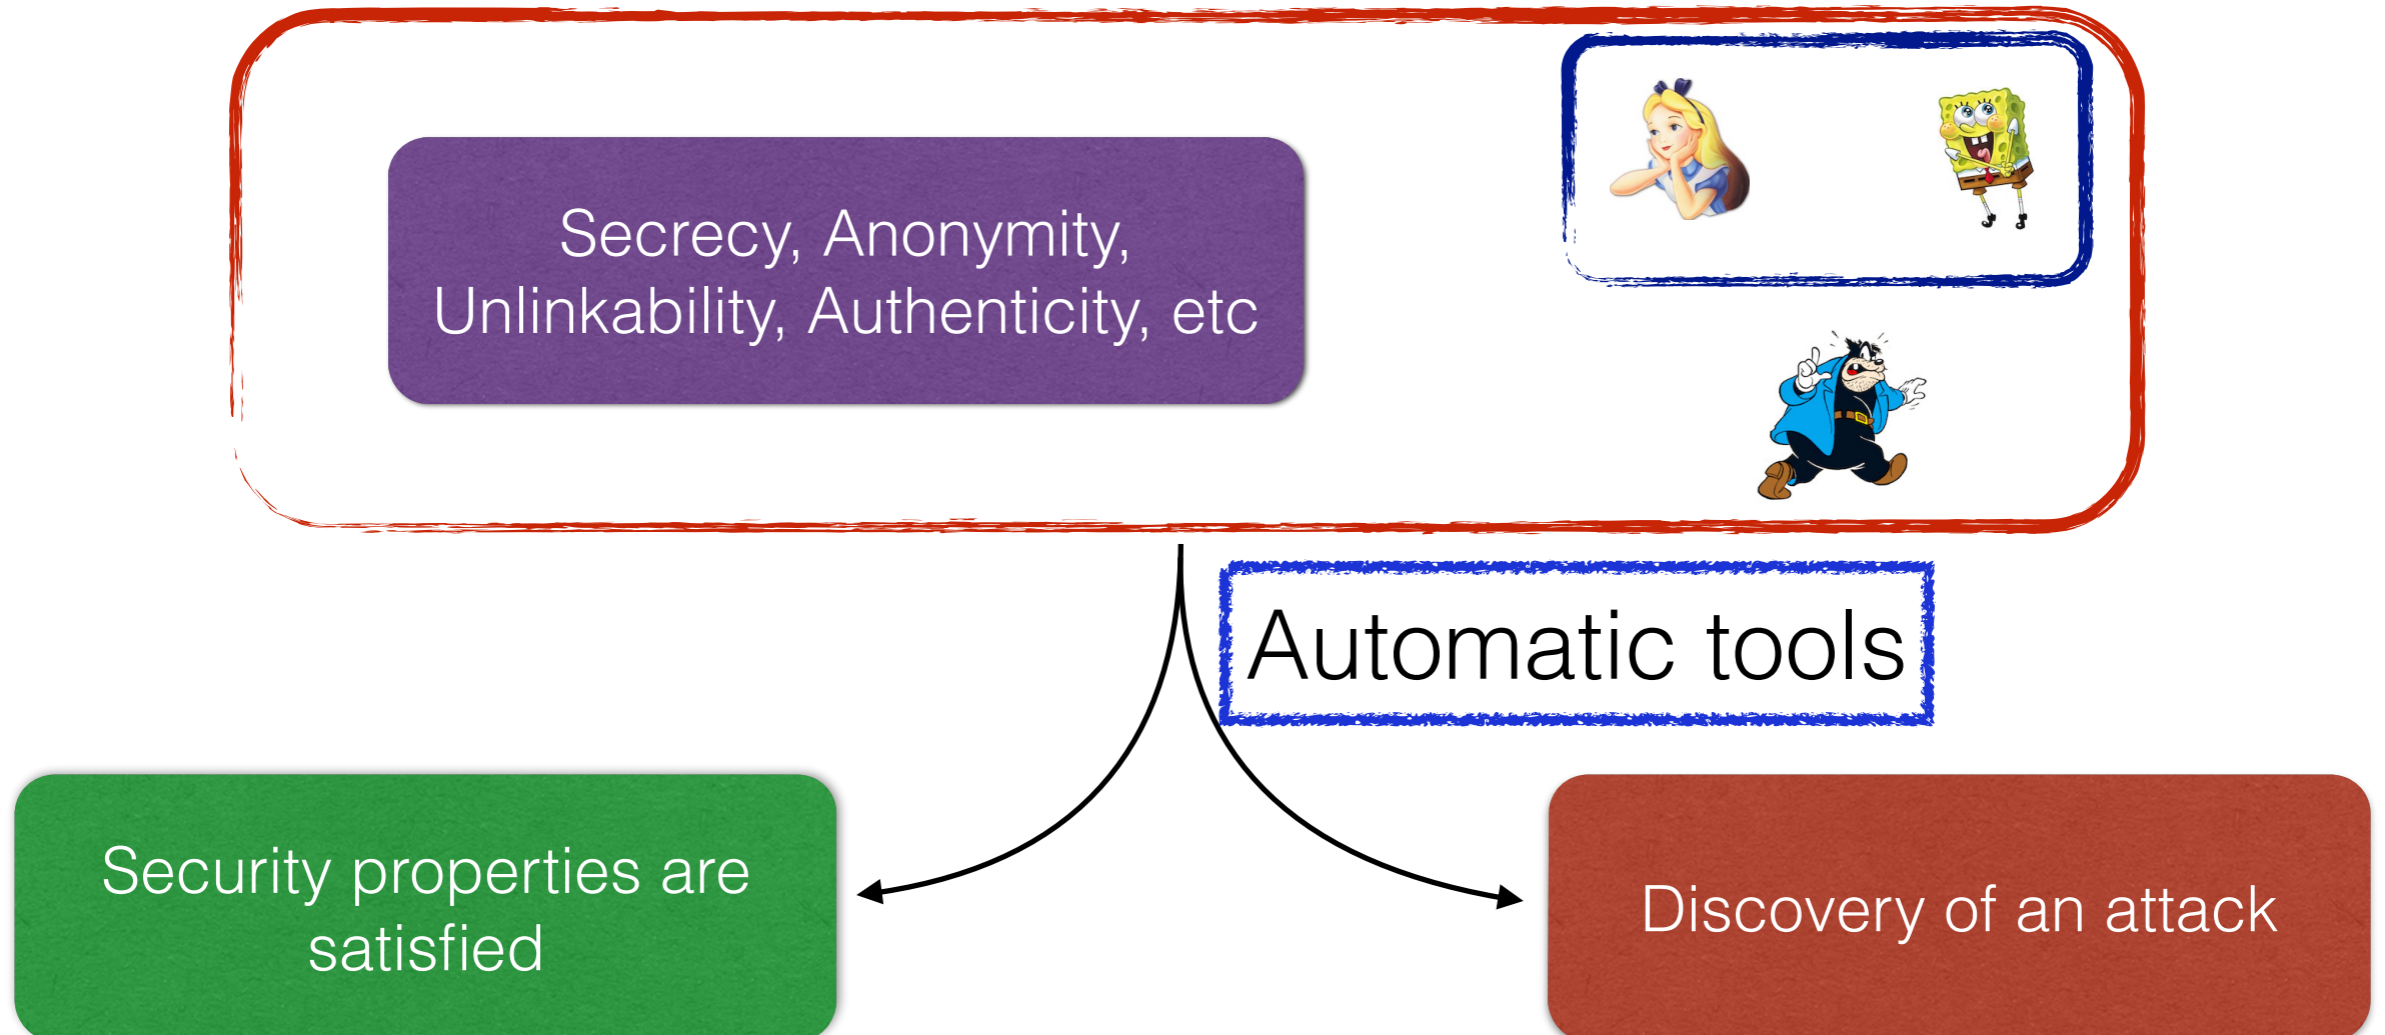 Secrecy, Anonymity,
Unlinkability, Authenticity, etc
Automatic tools
Security properties are
satisfied
Discovery of an attack